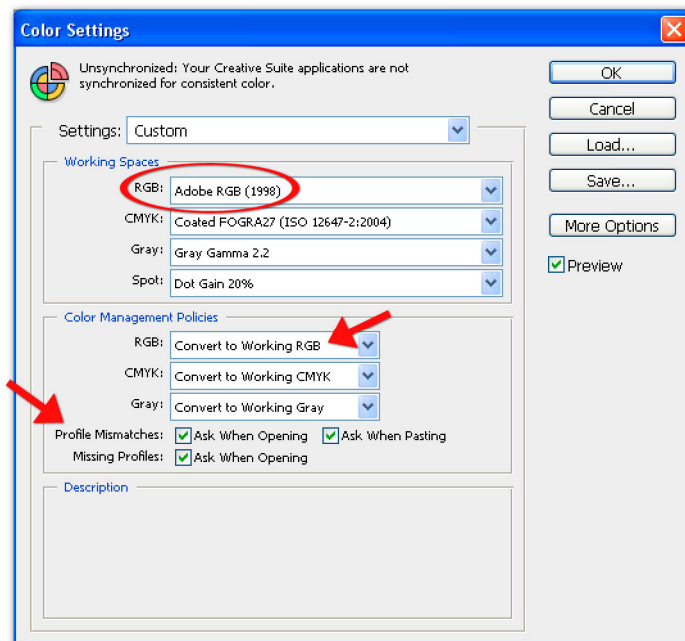 Color Settings
Unsynchronized: Your Creative Suite applications are not
synchronized for consistent color.
OK
Cancel
Load...
Save...
More Options
Preview
Settings: Custom
Working Spaces
RGB: Adobe RGB (1998)
CMYK: Coated FOGRA27 (ISO 12647-2:2004)
Gray: Gray Gamma 2.2
Spot: Dot Gain 20%
Color Management Policies
RGB: Convert to Working RGB
CMYK: Convert to Working CMYK
Gray: Convert to Working Gray
Profile Mismatches: Ask When Opening Ask When Pasting
Missing Profiles: Ask When Opening
Description